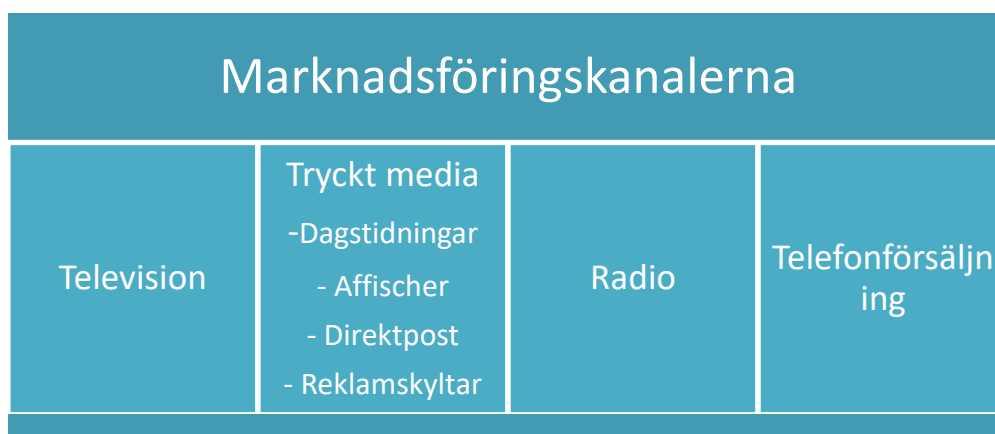 Marknadsföringskanalerna
Television
Tryckt media
-Dagstidningar
- Affischer
- Direktpost
- Reklamskyltar
Radio
Telefonförsäljn
ing